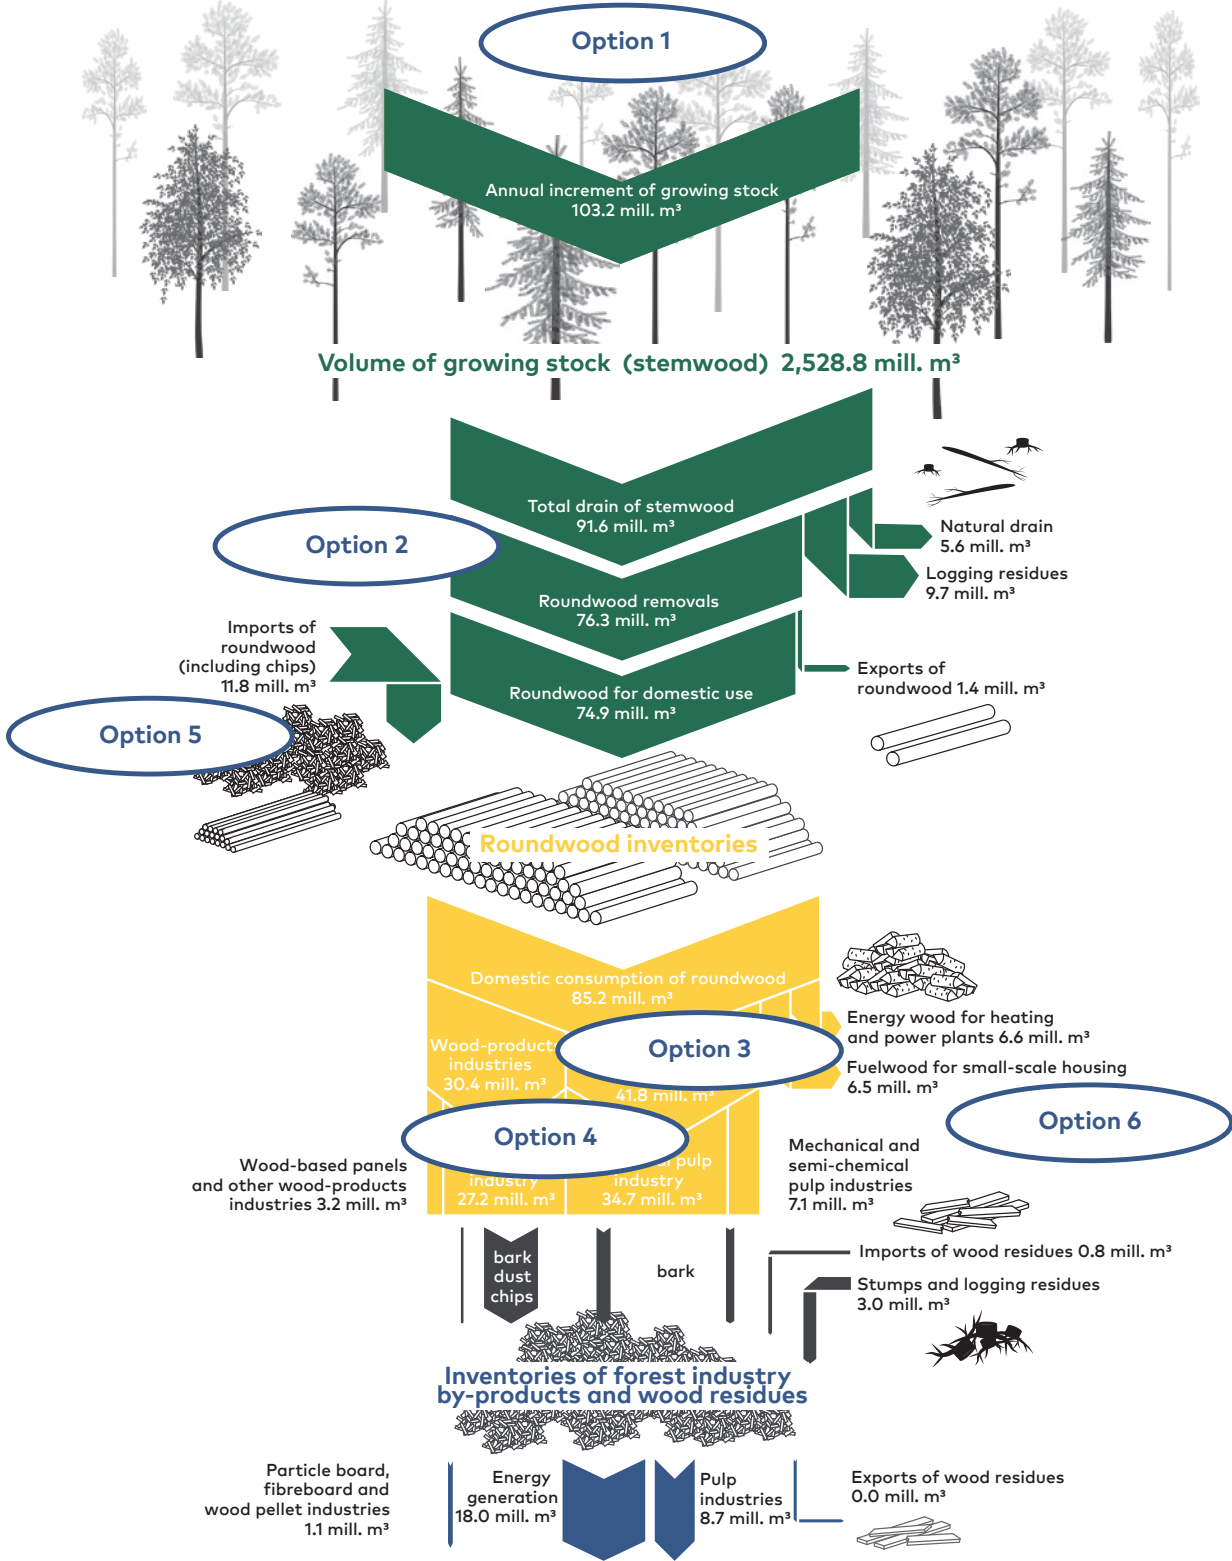 Option 1
Annual increment of growing stock
103.2 mill. m³
Volume of growing stock (stemwood) 2,528.8 mill. m³
Total drain of stemwood
91.6 mill. m³
Natural drain
5.6 mill. m³
Option 2
Logging residues
9.7 mill. m³
Roundwood removals
76.3 mill. m³
Imports of
roundwood
(including chips)
11.8 mill. m³
Exports of
roundwood 1.4 mill. m³
Roundwood for domestic use
74.9 mill. m³
Option 5
Roundwood inventories
Domestic consumption of roundwood
85.2 mill. m³
Energy wood for heating
and power plants 6.6 mill. m³
Option 3
Wood-products
industries
30.4 mill. m³
Fuelwood for small-scale housing
6.5 mill. m³
41.8 mill. m³
Option 6
Option 4
Mechanical and
semi-chemical
pulp industries
7.1 mill. m³
Wood-based panels
and other wood-products
industries 3.2 mill. m³
industry
27.2 mill. m³
pulp
industry
34.7 mill. m³
bark
dust
chips
bark
Imports of wood residues 0.8 mill. m³
Stumps and logging residues
3.0 mill. m³
Inventories of forest industry
by-products and wood residues
Particle board,
fibreboard and
wood pellet industries
1.1 mill. m³
Energy
generation
18.0 mill. m³
Pulp
industries
8.7 mill. m³
Exports of wood residues
0.0 mill. m³